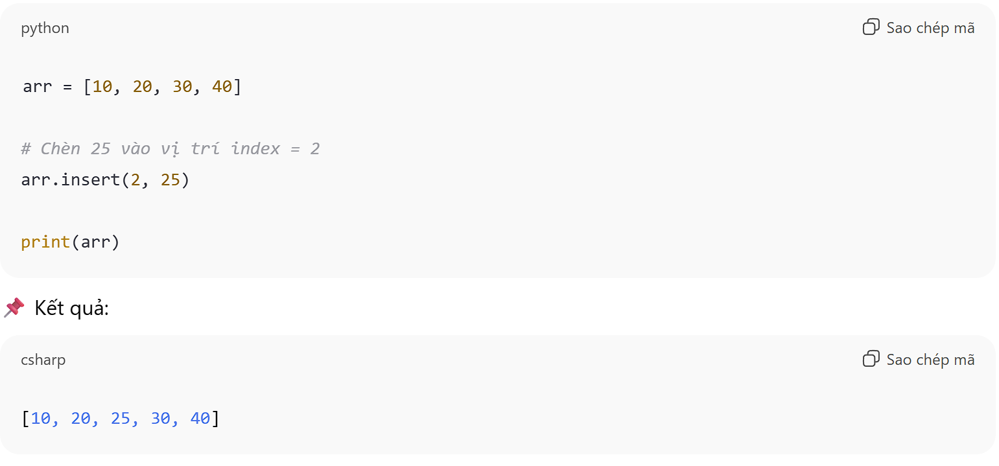 python
Sao chép mã
arr = [10, 20, 30, 40]
# Chèn 25 vào vị trí index = 2
arr.insert(2, 25)
print(arr)
📌 Kết quả:
csharp
Sao chép mã
[10, 20, 25, 30, 40]